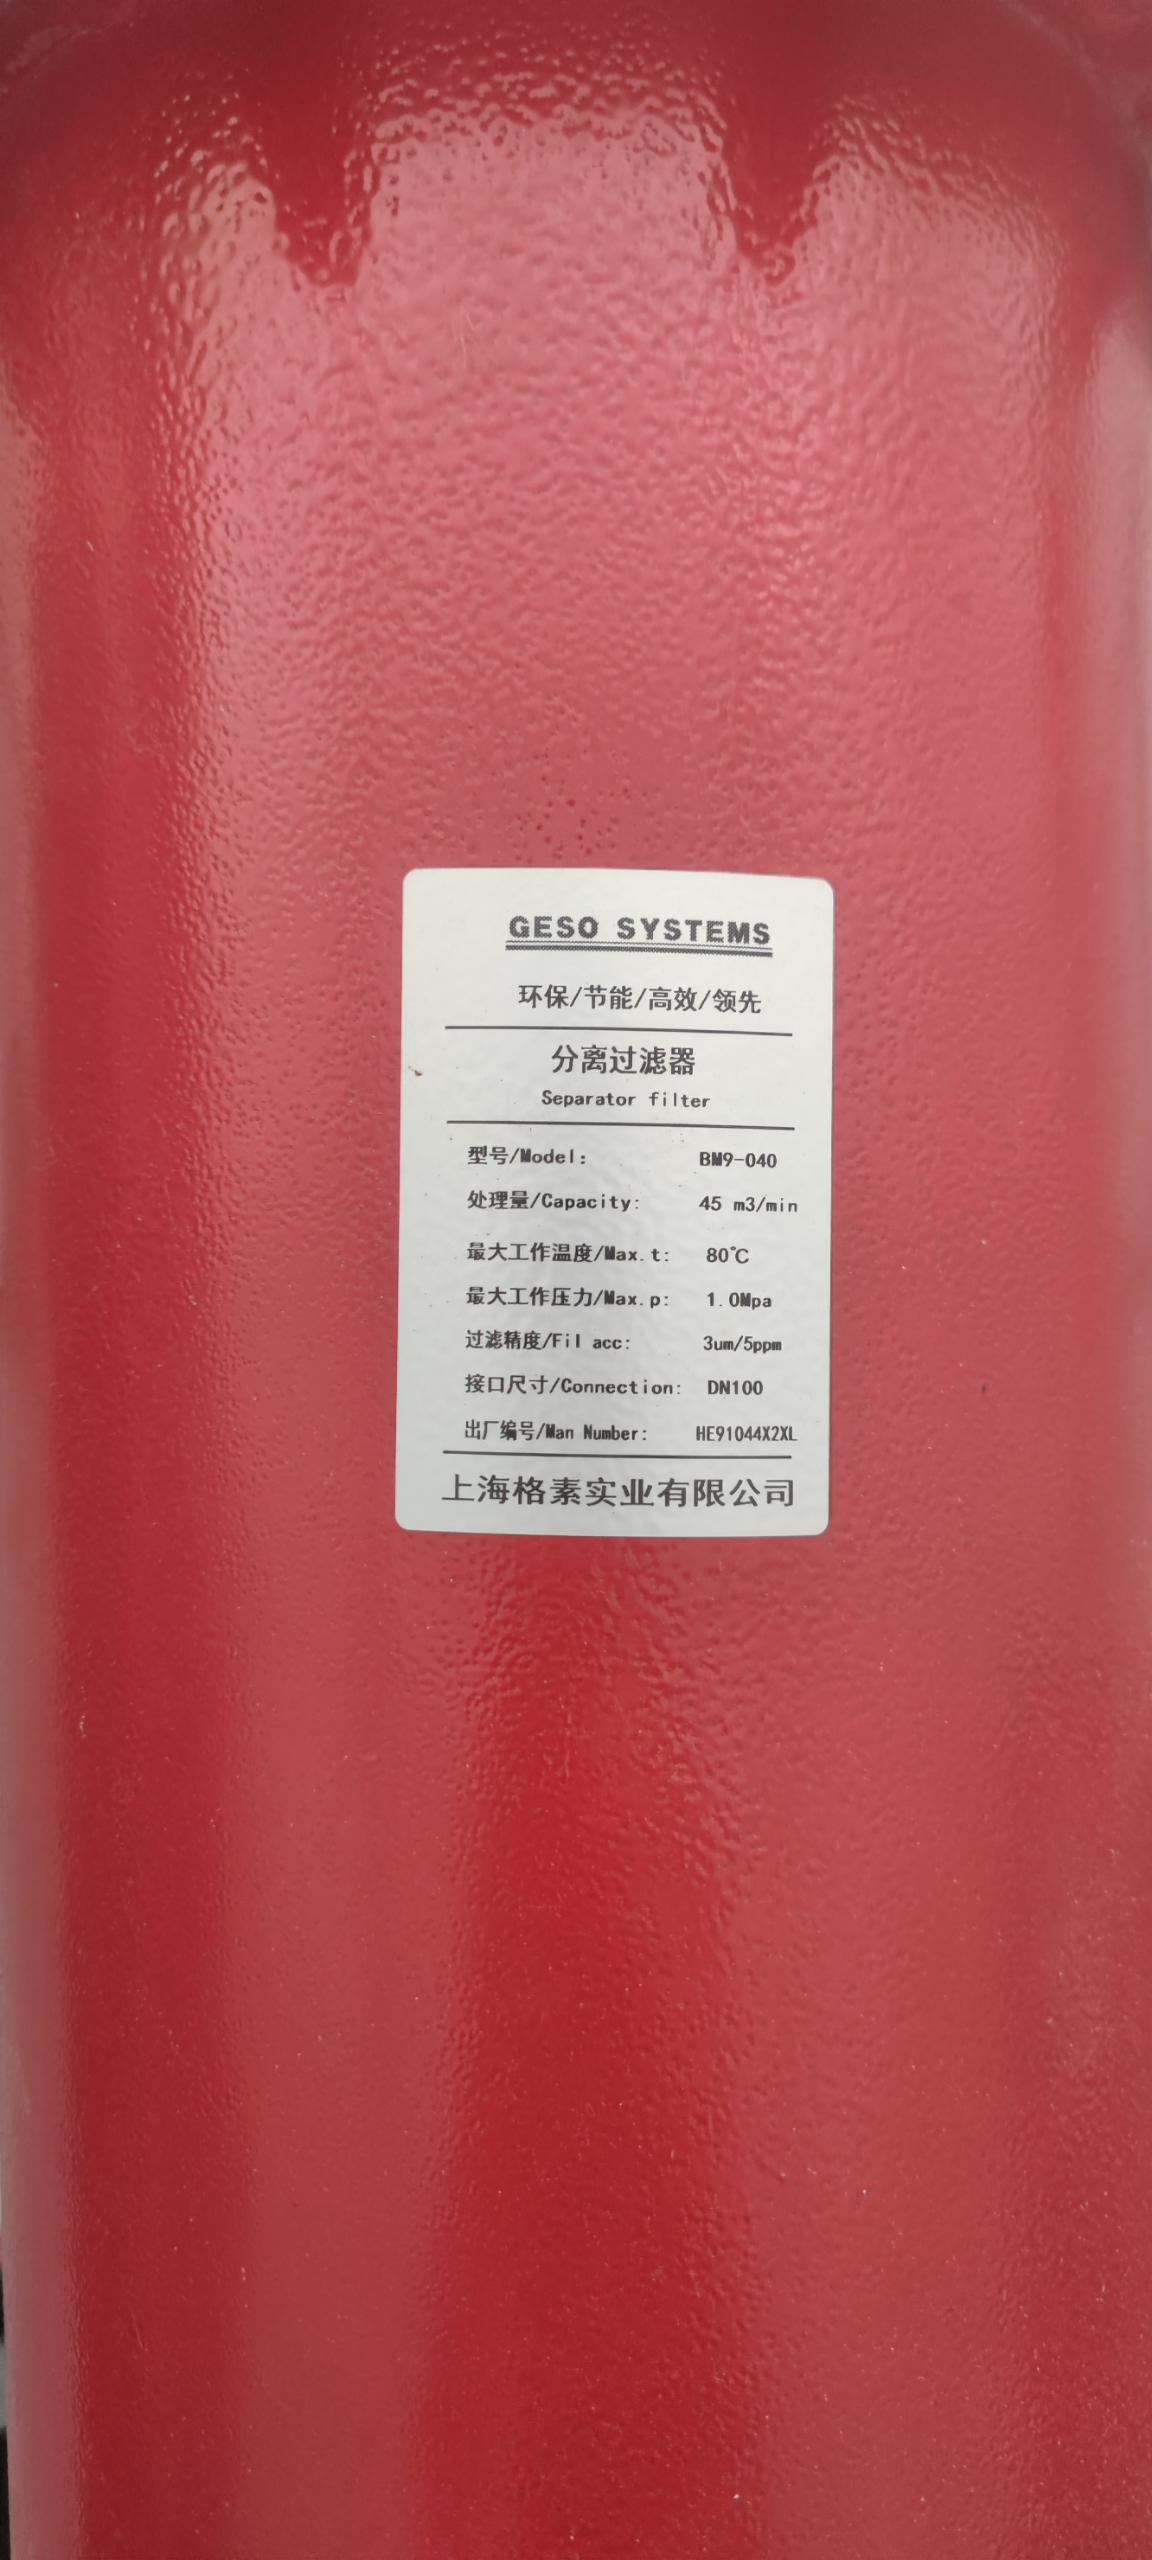 GESO SYSTEMS
环保/节能/高效/领先
分离过滤器
Separator filter
型号/Model: BM9-040
处理量/Capacity: 45 m3/min
最大工作温度/Max.t: 80℃
最大工作压力/Max.p: 1.0Mpa
过滤精度/Fil acc: 3um/5ppm
接口尺寸/Connection: DN100
出厂编号/Man Number: HE91044X2XL
上海格素实业有限公司